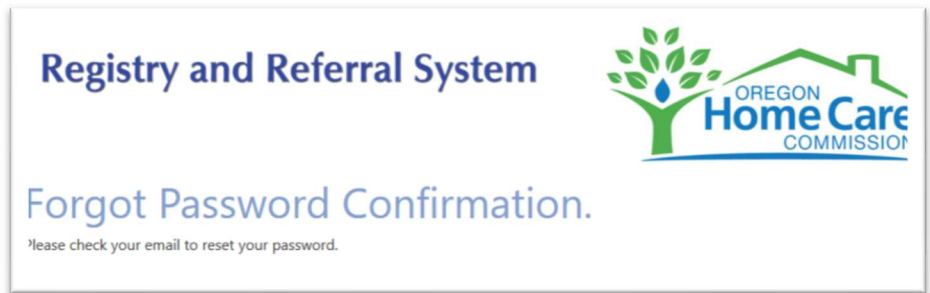 Registry and Referral System
OREGON
Home Care
COMMISSION
Forgot Password Confirmation.
Please check your email to reset your password.